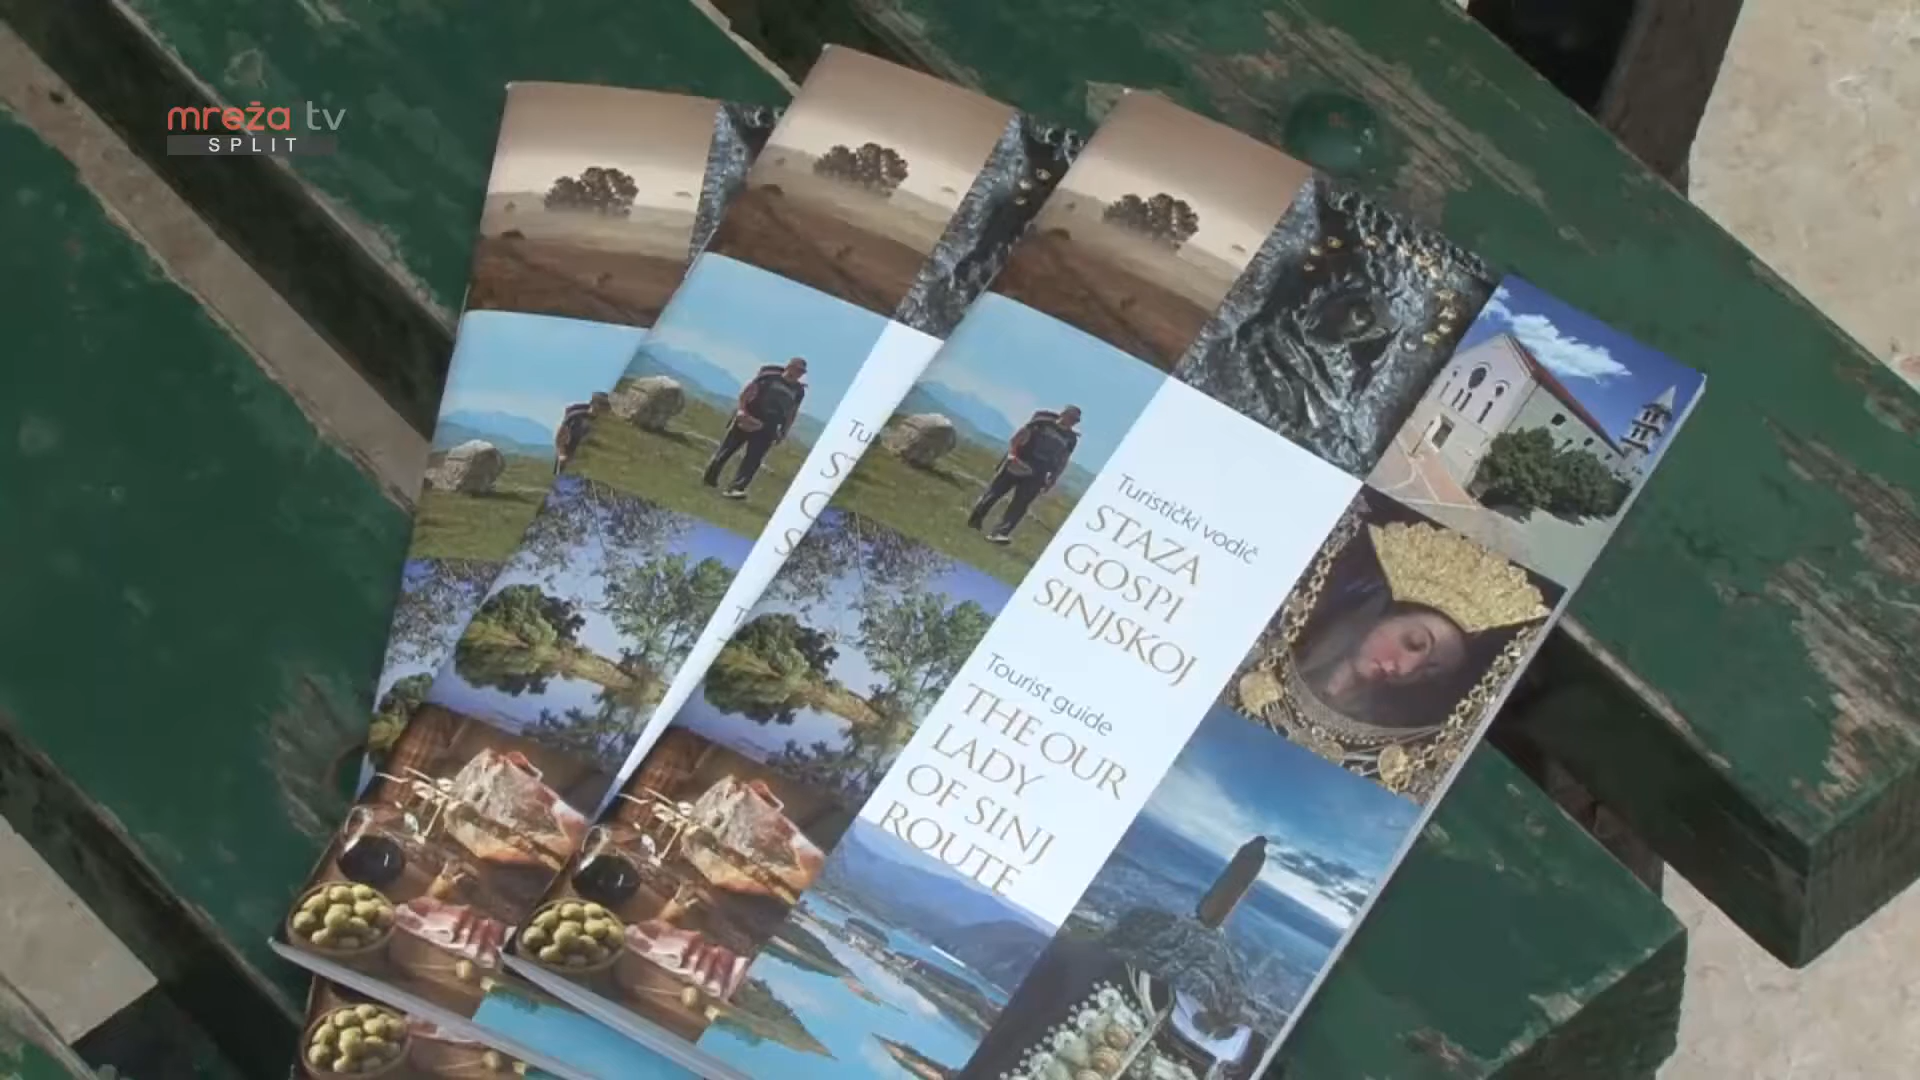 mreža tv
SPLIT
Turistički vodič
STAZA
GOSPI
SINJSKOJ
Tourist guide
THE OUR
LADY
OF SINJ
ROUTE